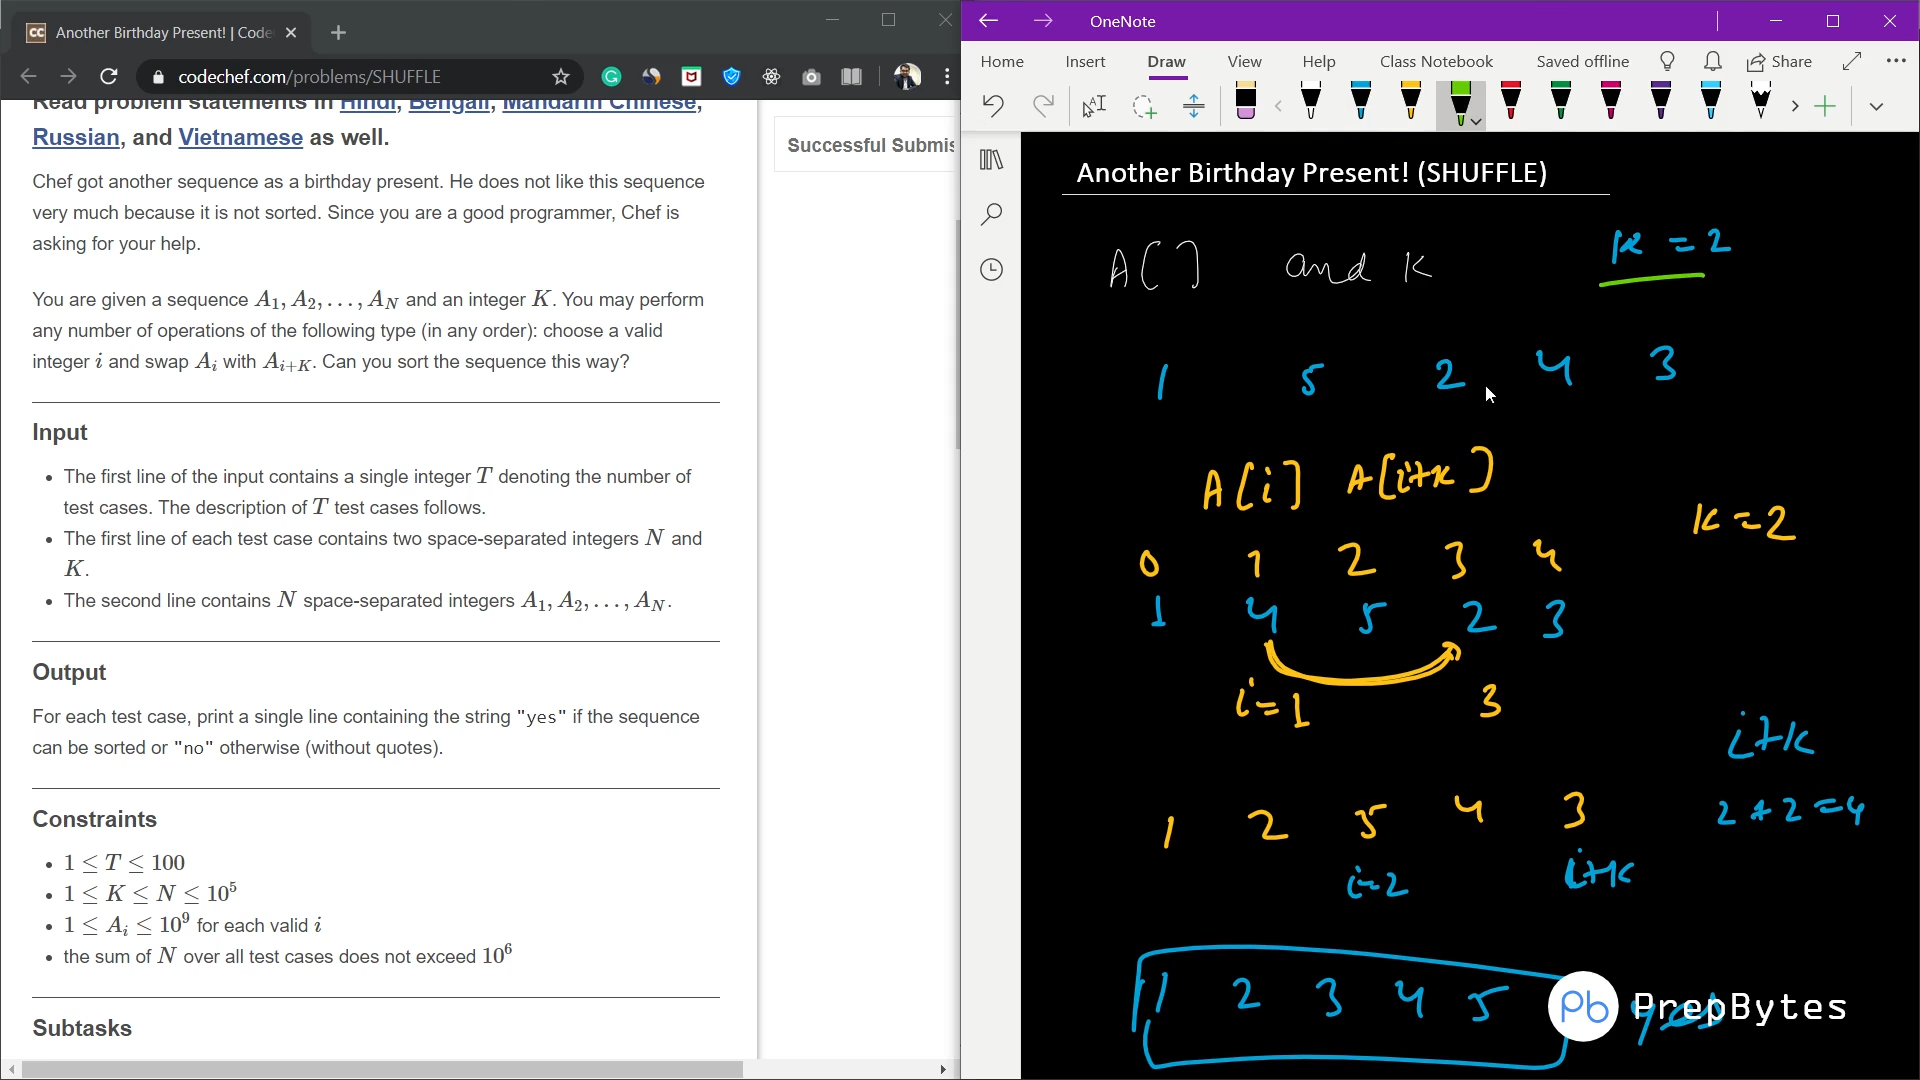 Another Birthday Present! | Code
codechef.com/problems/SHUFFLE
Read problem statements in Hindi, Bengali, Mandarin Chinese,
Russian, and Vietnamese as well.
Chef got another sequence as a birthday present. He does not like this sequence
very much because it is not sorted. Since you are a good programmer, Chef is
asking for your help.
You are given a sequence A1, A2, ..., AN and an integer K. You may perform
any number of operations of the following type (in any order): choose a valid
integer i and swap Ai with Ai+K. Can you sort the sequence this way?
Input
• The first line of the input contains a single integer T denoting the number of
test cases. The description of T test cases follows.
• The first line of each test case contains two space-separated integers N and
K.
• The second line contains N space-separated integers A1, A2, ..., AN.
Output
For each test case, print a single line containing the string "yes" if the sequence
can be sorted or "no" otherwise (without quotes).
Constraints
• 1 ≤ T ≤ 100
• 1 ≤ K ≤ N ≤ 10^5
• 1 ≤ Ai ≤ 10^9 for each valid i
• the sum of N over all test cases does not exceed 10^6
Subtasks
Successful Submis
OneNote
Home Insert Draw View Help Class Notebook Saved offline Share
Another Birthday Present! (SHUFFLE)
A[] and K
K = 2
1 5 2 4 3
A[i] A[i+K]
K = 2
0 1 2 3 4
1 4 5 2 3
i=1 3
i+K
1 2 5 4 3
2 + 2 = 4
i=2 i+K
1 2 3 4 5
yes
Pb PrepBytes